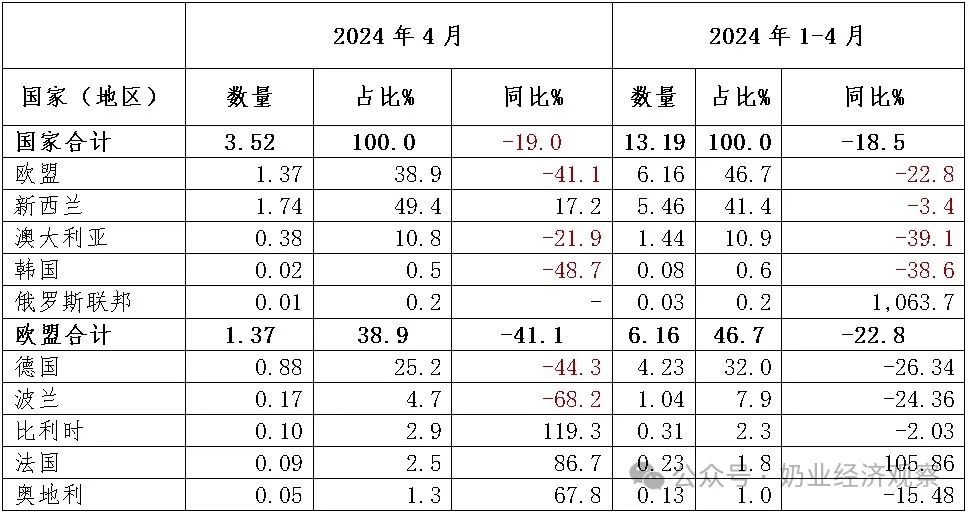 2024 年 4 月 2024 年 1-4 月
国家（地区） 数量 占比% 同比% 数量 占比% 同比%
国家合计 3.52 100.0 -19.0 13.19 100.0 -18.5
欧盟 1.37 38.9 -41.1 6.16 46.7 -22.8
新西兰 1.74 49.4 17.2 5.46 41.4 -3.4
澳大利亚 0.38 10.8 -21.9 1.44 10.9 -39.1
韩国 0.02 0.5 -48.7 0.08 0.6 -38.6
俄罗斯联邦 0.01 0.2 - 0.03 0.2 1,063.7
欧盟合计 1.37 38.9 -41.1 6.16 46.7 -22.8
德国 0.88 25.2 -44.3 4.23 32.0 -26.34
波兰 0.17 4.7 -68.2 1.04 7.9 -24.36
比利时 0.10 2.9 119.3 0.31 2.3 -2.03
法国 0.09 2.5 86.7 0.23 1.8 105.86
公众号·奶业经济观察
奥地利 0.05 1.3 67.8 0.13 1.0 -15.48